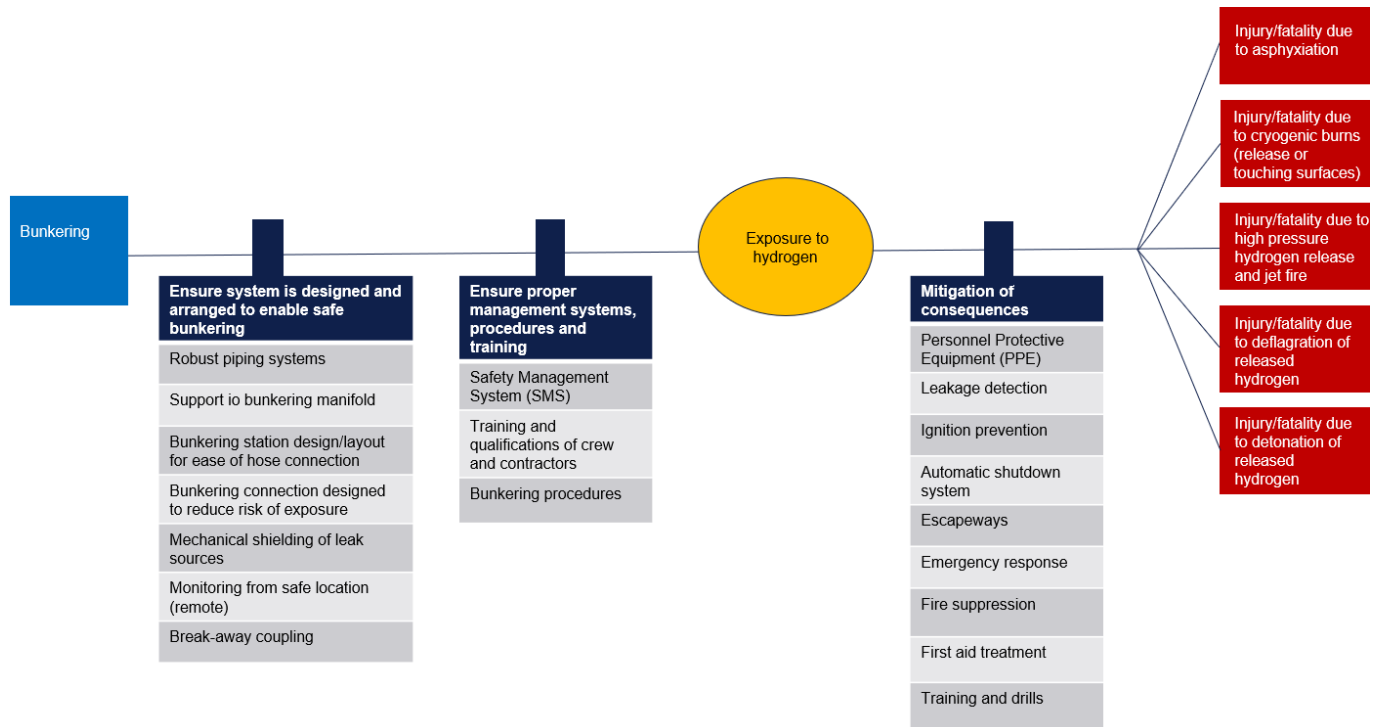 Bunkering
Ensure system is designed and
arranged to enable safe
bunkering
Robust piping systems
Support io bunkering manifold
Bunkering station design/layout
for ease of hose connection
Bunkering connection designed
to reduce risk of exposure
Mechanical shielding of leak
sources
Monitoring from safe location
(remote)
Break-away coupling
Ensure proper
management systems,
procedures and
training
Safety Management
System (SMS)
Training and
qualifications of crew
and contractors
Bunkering procedures
Exposure to
hydrogen
Mitigation of
consequences
Personnel Protective
Equipment (PPE)
Leakage detection
Ignition prevention
Automatic shutdown
system
Escapeways
Emergency response
Fire suppression
First aid treatment
Training and drills
Injury/fatality due
to asphyxiation
Injury/fatality due
to cryogenic burns
(release or
touching surfaces)
Injury/fatality due to
high pressure
hydrogen release
and jet fire
Injury/fatality due
to deflagration of
released
hydrogen
Injury/fatality due
to detonation of
released
hydrogen